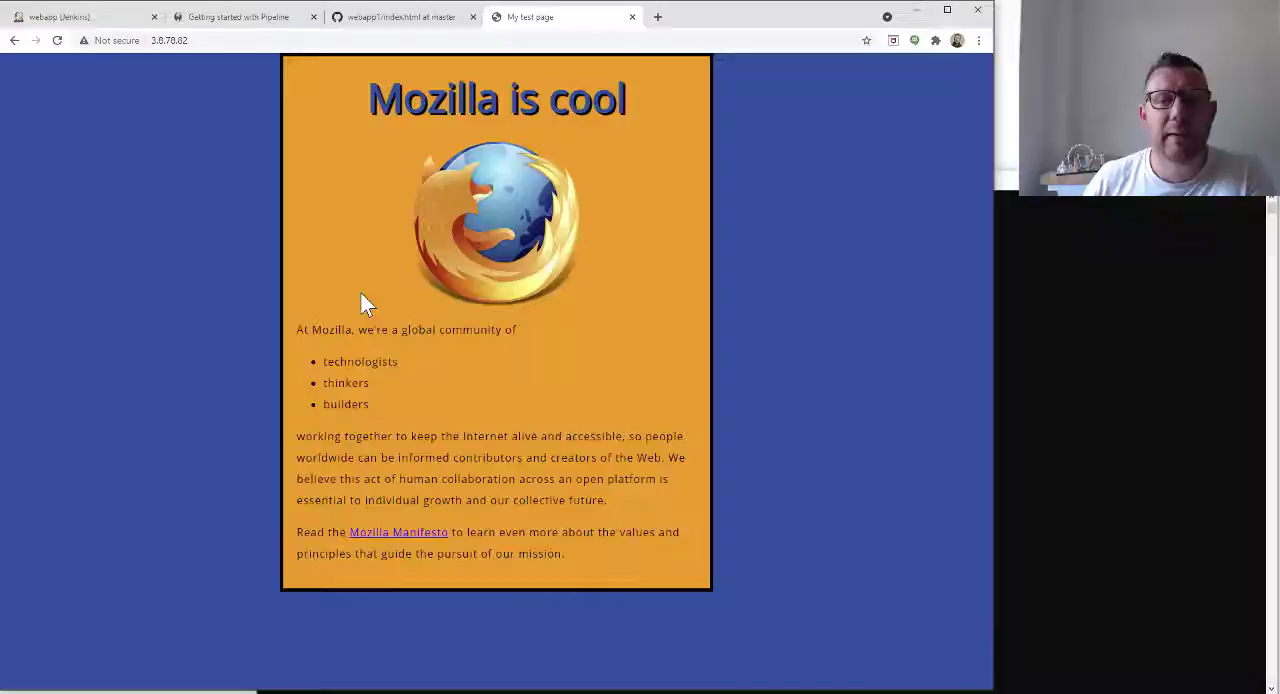 webapp [Jenkins]
Getting started with Pipeline
webapp1/index.html at master
My test page
Not secure
3.8.78.82
Mozilla is cool
At Mozilla, we're a global community of
technologists
thinkers
builders
working together to keep the Internet alive and accessible, so people
worldwide can be informed contributors and creators of the Web. We
believe this act of human collaboration across an open platform is
essential to individual growth and our collective future.
Read the Mozilla Manifesto to learn even more about the values and
principles that guide the pursuit of our mission.